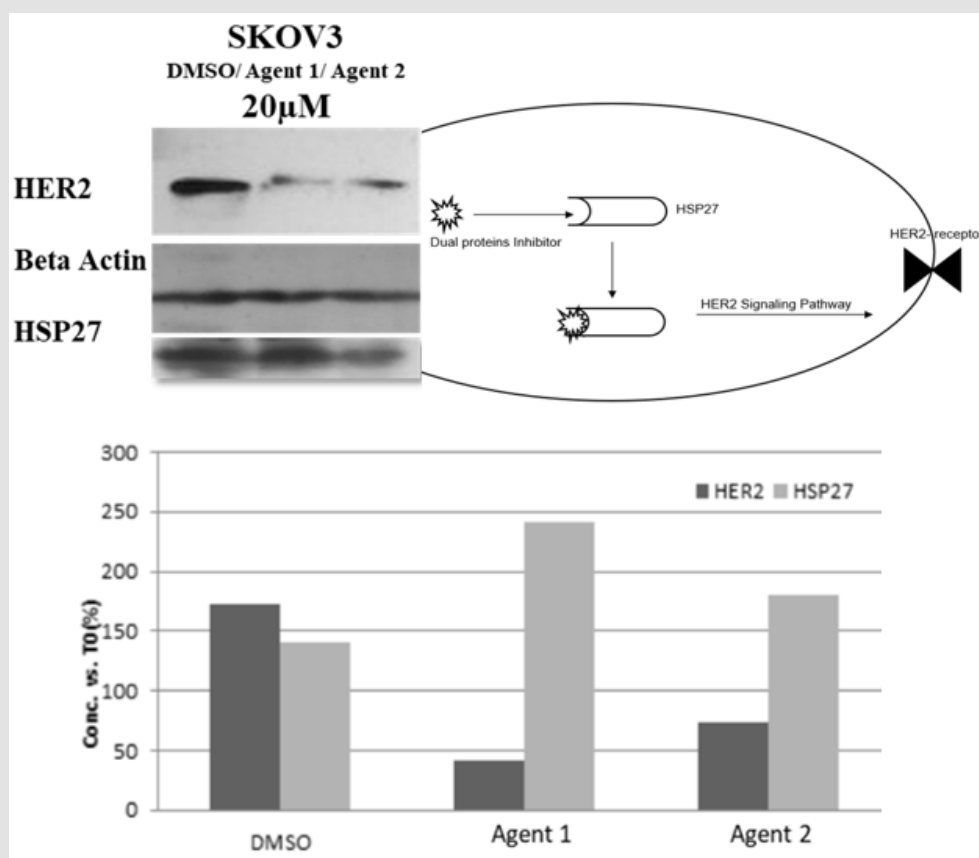 SKOV3
DMSO/ Agent 1/ Agent 2
20μM
HER2
Beta Actin
HSP27
HSP27
Dual proteins Inhibitor
HER2- recepto
HER2 Signaling Pathway
300
250
200
150
100
50
0
Conc. vs. T0(%)
HER2
HSP27
DMSO
Agent 1
Agent 2